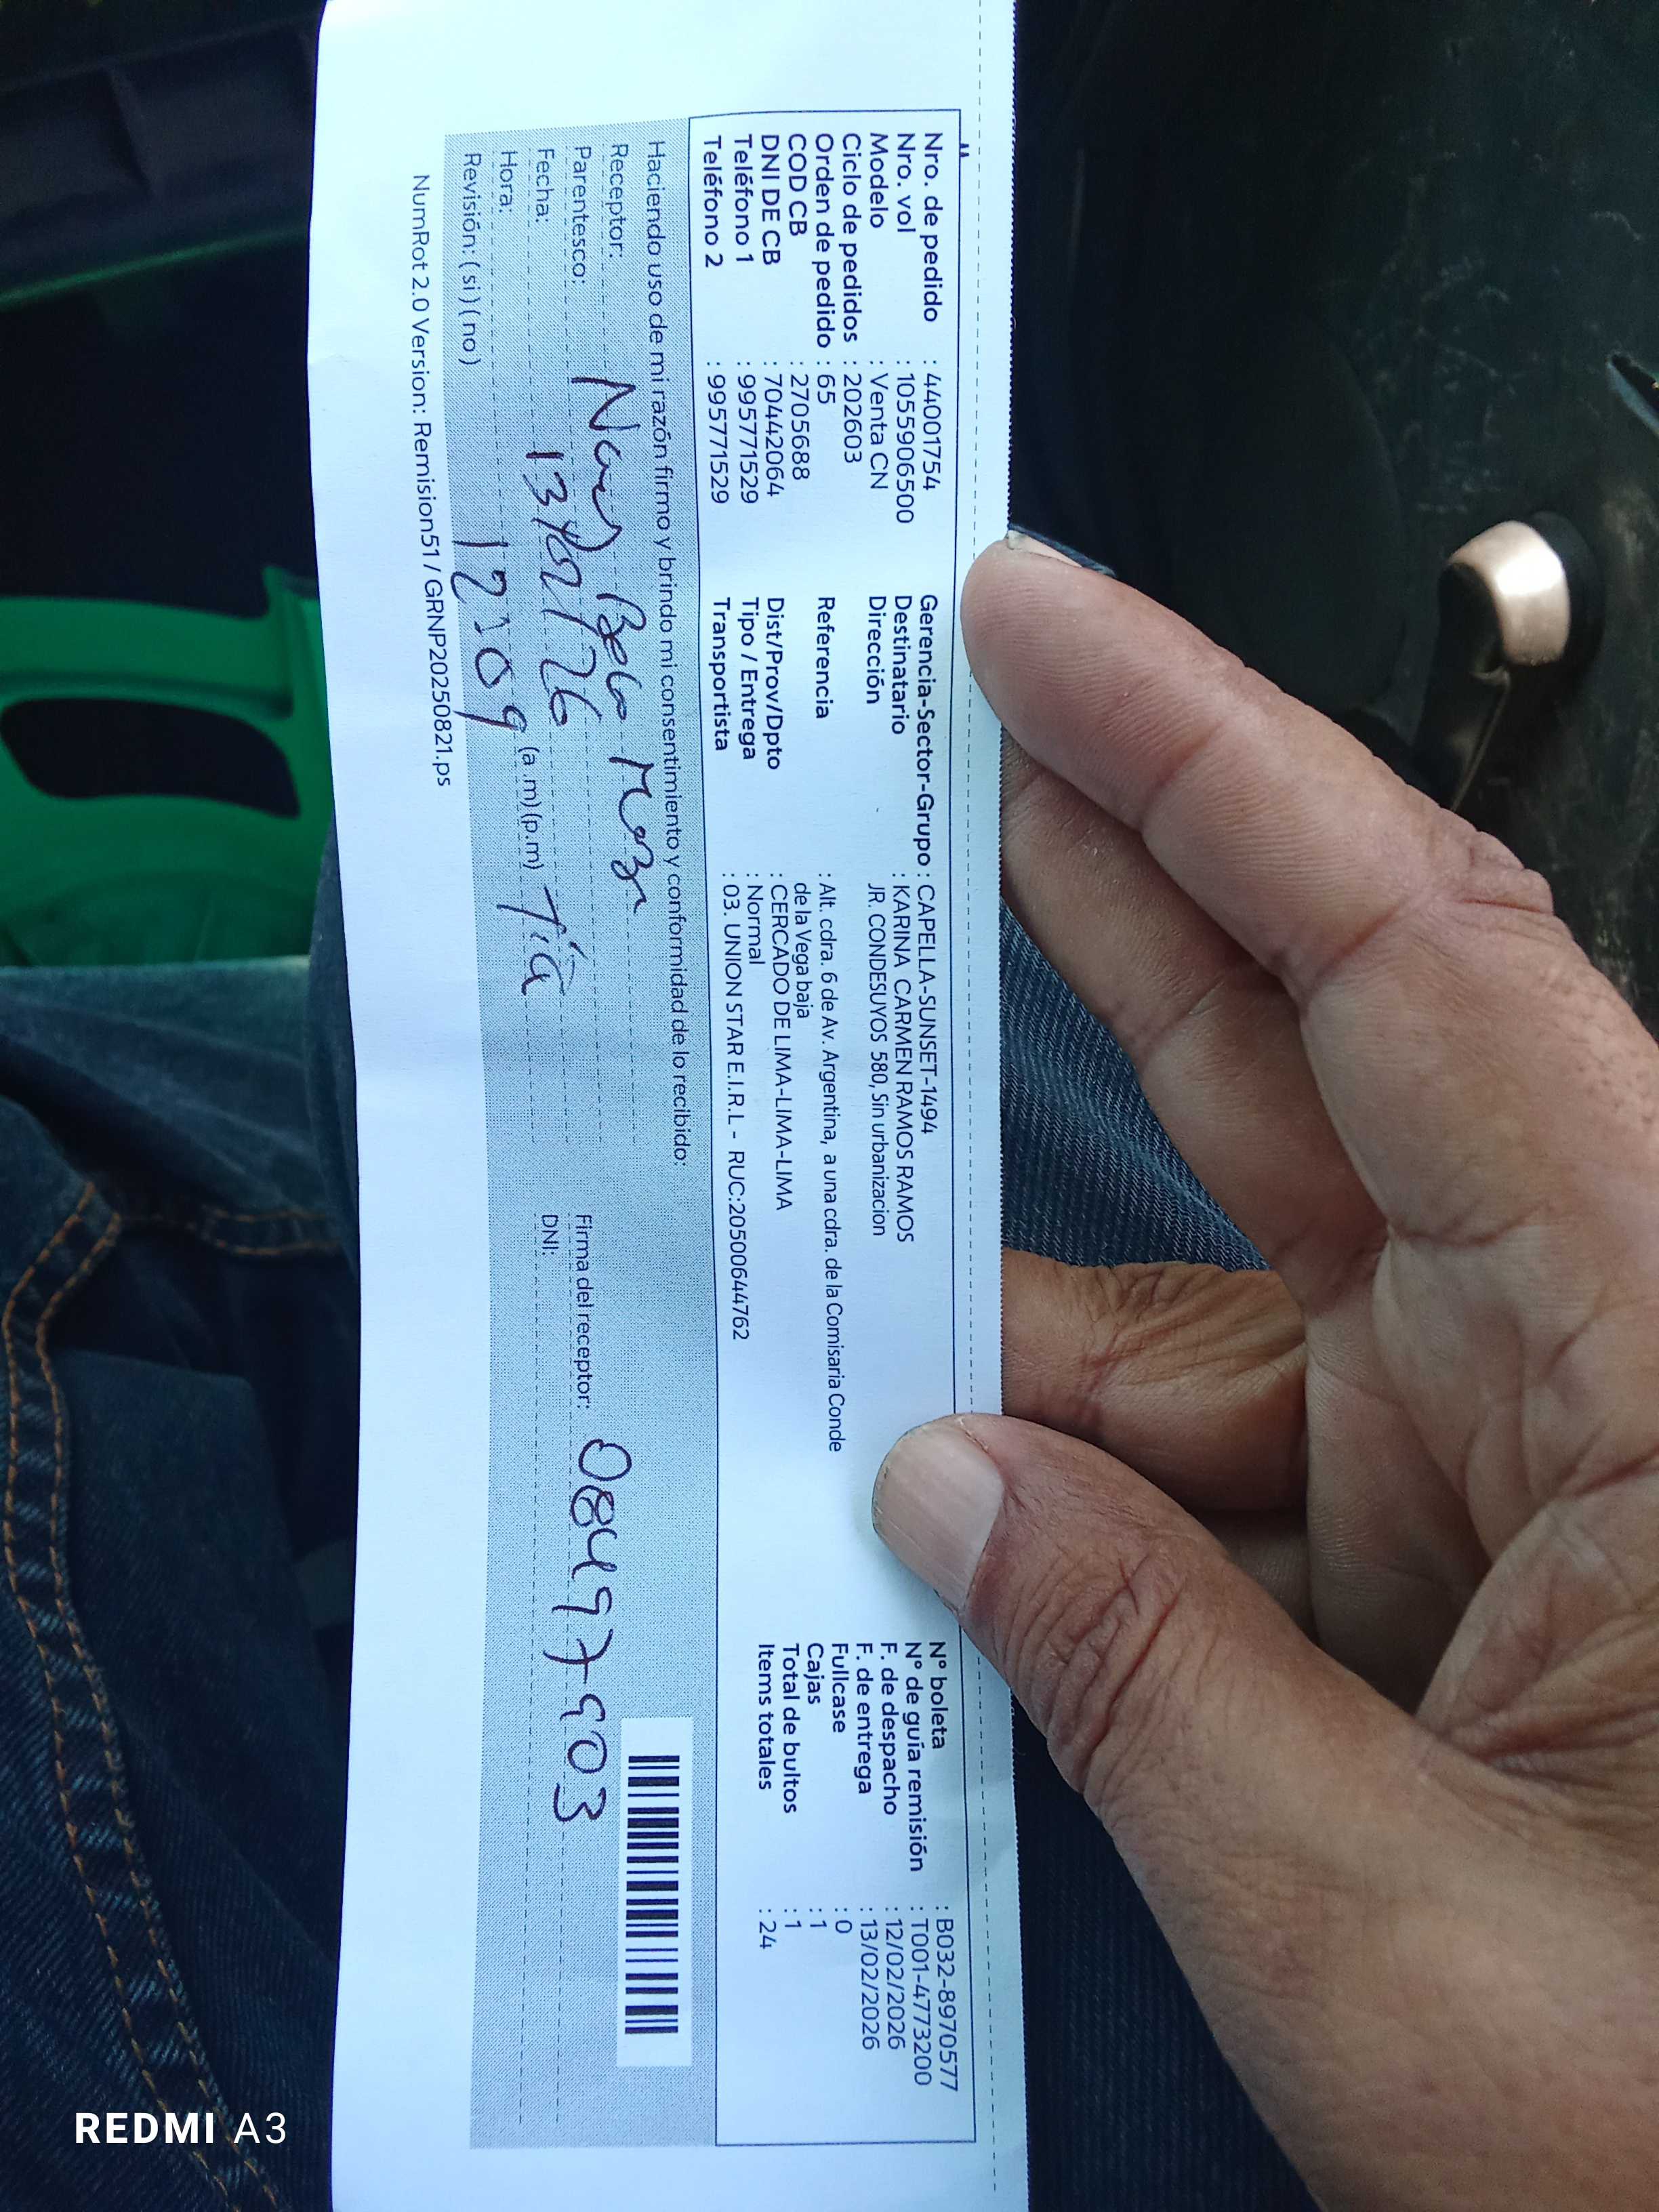 Nro. de pedido : 440017​54
Nro. vol : 1055906500
Modelo : Venta CN
Ciclo de pedidos : 202603
Orden de pedido : 65
COD CB : 2705688
DNI DE CB : 70442064
Teléfono 1 : 995771529
Teléfono 2 : 995771529
Gerencia-Sector-Grupo : CAPELLA-SUNSET-1494
Destinatario : KARINA CARMEN RAMOS RAMOS
Dirección JR. CONDESUYOS 580, Sin urbanizacion
Referencia : Alt. cdra. 6 de Av. Argentina, a una cdra. de la Comisaria Conde
de la Vega baja
Dist/Prov/Dpto : CERCADO DE LIMA-LIMA-LIMA
Tipo / Entrega : Normal
Transportista : 03. UNION STAR E.I.R.L - RUC:20500644762
N° boleta : B032-8970577
N° de guía remisión : T001-4773200
F. de despacho : 12/02/2026
F. de entrega : 13/02/2026
Fullcase : 0
Cajas : 1
Total de bultos : 1
Items totales : 24
Haciendo uso de mi razón firmo y brindo mi consentimiento y conformidad de lo recibido:
Receptor:
Parentesco: Tía
Fecha: 13/02/26
Hora: 12:09 (a.m)(p.m)
Revisión: ( si ) ( no )
Firma del receptor: 08497903
DNI:
NumRot 2.0 Version: Remision51 / GRNP20250821.ps
REDMI A3